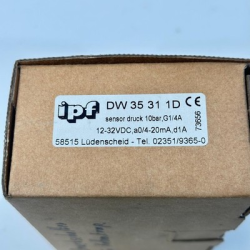 ipf DW 35 31 1D CE
sensor druck 10bar,G1/4A
12-32VDC,a0/4-20mA,d1A
58515 Lüdenscheid - Tel. 02351/9365-0
73656